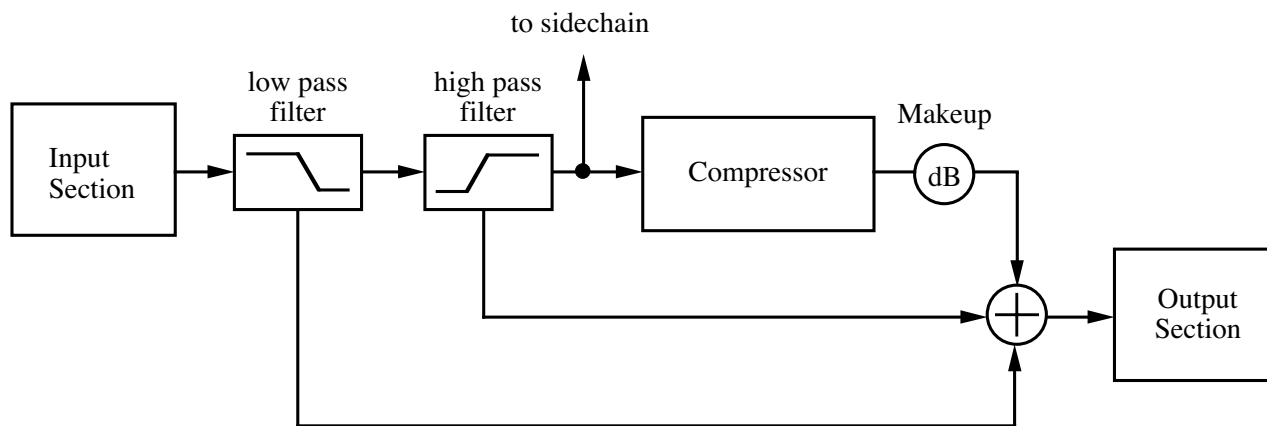 to sidechain
low pass
filter
high pass
filter
Makeup
Input
Section
Compressor
dB
Output
Section